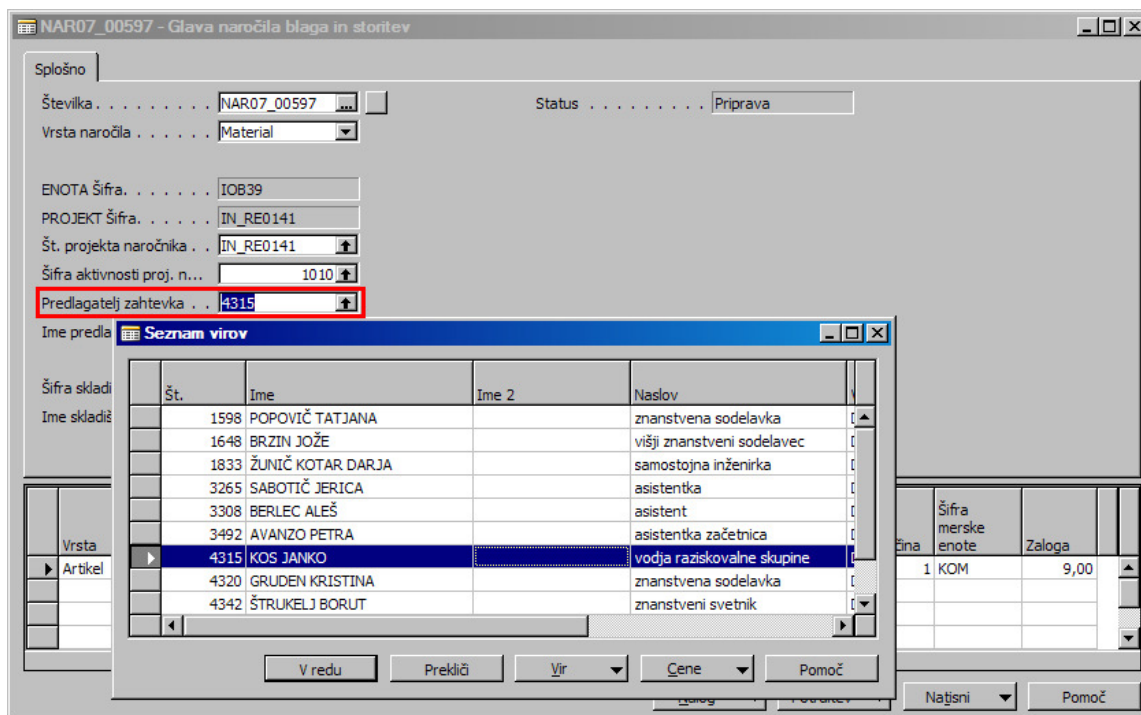 NAR07_00597 - Glava naročila blaga in storitev
Splošno
Številka . . . . . . . . . NAR07_00597 ... Status . . . . . . . . . Priprava
Vrsta naročila . . . . . . Material
ENOTA Šifra. . . . . . . IOB39
PROJEKT Šifra. . . . . . IN_RE0141
Št. projekta naročnika . . IN_RE0141
Šifra aktivnosti proj. n... 1010
Predlagatelj zahtevka . . 4315
Ime predla
Šifra skladi
Ime skladiš
Seznam virov
Št. Ime Ime 2 Naslov
1598 POPOVIČ TATJANA znanstvena sodelavka
1648 BRZIN JOŽE višji znanstveni sodelavec
1833 ŽUNIČ KOTAR DARJA samostojna inženirka
3265 SABOTIČ JERICA asistentka
3308 BERLEC ALEŠ asistent
3492 AVANZO PETRA asistentka začetnica
4315 KOS JANKO vodja raziskovalne skupine
4320 GRUDEN KRISTINA znanstvena sodelavka
4342 ŠTRUKELJ BORUT znanstveni svetnik
V redu Prekliči Vir Cene Pomoč
Vrsta čina Šifra merske enote Zaloga
Artikel 1 KOM 9,00
Natisni Pomoč